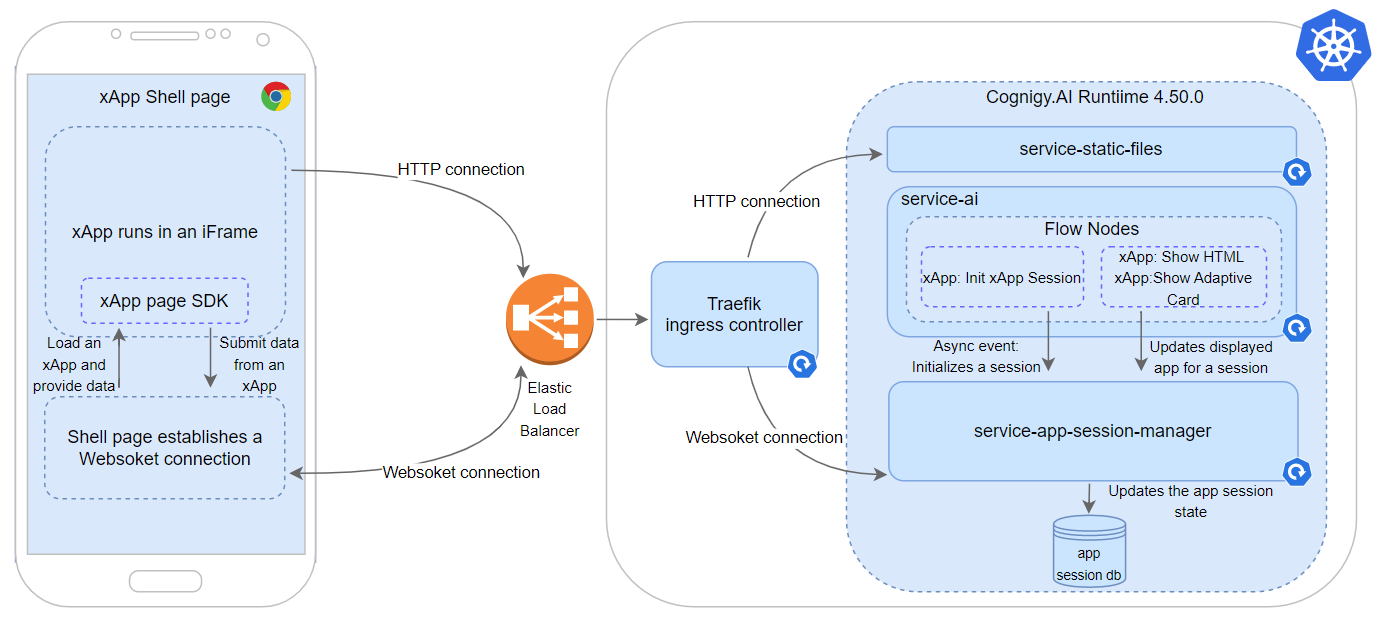 xApp Shell page
xApp runs in an iFrame
xApp page SDK
Load an
xApp and
provide data
Submit data
from an
xApp
Shell page establishes a
Websoket connection
HTTP connection
Elastic
Load
Balancer
Websoket connection
Traefik
ingress controller
HTTP connection
Websoket connection
Cognigy.AI Runtiime 4.50.0
service-static-files
service-ai
Flow Nodes
xApp: Init xApp Session
xApp: Show HTML
xApp:Show Adaptive
Card
Async event:
Initializes a session
Updates displayed
app for a session
service-app-session-manager
Updates the app session
state
app
session db